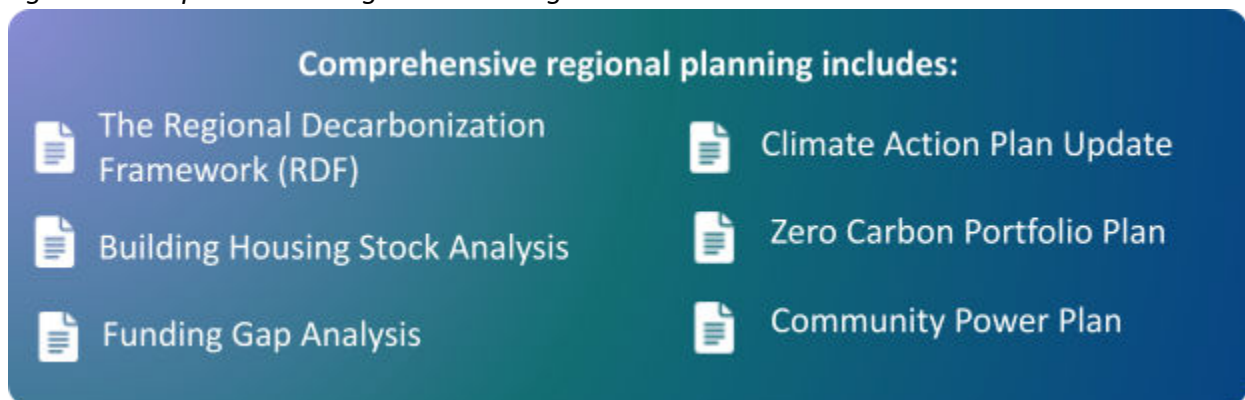 Comprehensive regional planning includes:
The Regional Decarbonization
Framework (RDF)
Building Housing Stock Analysis
Funding Gap Analysis
Climate Action Plan Update
Zero Carbon Portfolio Plan
Community Power Plan